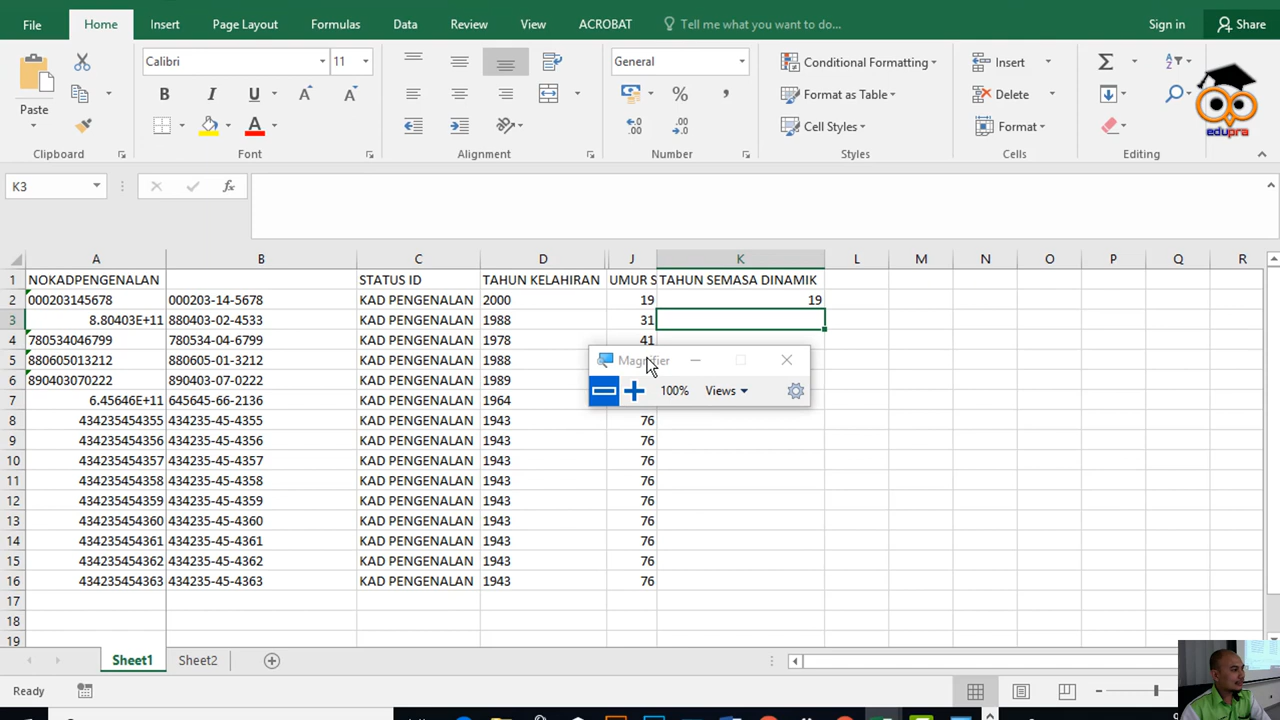 File Home Insert Page Layout Formulas Data Review View ACROBAT Tell me what you want to do... Sign in Share
Paste
Calibri 11
B I U A A
General
% ,
Conditional Formatting
Format as Table
Cell Styles
Insert
Delete
Format
edupra
Clipboard Font Alignment Number Styles Cells Editing
K3 fx
A B C D J K L M N O P Q R
1 NOKADPENGENALAN STATUS ID TAHUN KELAHIRAN UMUR S TAHUN SEMASA DINAMIK
2 000203145678 000203-14-5678 KAD PENGENALAN 2000 19 19
3 8.80403E+11 880403-02-4533 KAD PENGENALAN 1988 31
4 780534046799 780534-04-6799 KAD PENGENALAN 1978 41
5 880605013212 880605-01-3212 KAD PENGENALAN 1988
6 890403070222 890403-07-0222 KAD PENGENALAN 1989
7 6.45646E+11 645645-66-2136 KAD PENGENALAN 1964
8 434235454355 434235-45-4355 KAD PENGENALAN 1943 76
9 434235454356 434235-45-4356 KAD PENGENALAN 1943 76
10 434235454357 434235-45-4357 KAD PENGENALAN 1943 76
11 434235454358 434235-45-4358 KAD PENGENALAN 1943 76
12 434235454359 434235-45-4359 KAD PENGENALAN 1943 76
13 434235454360 434235-45-4360 KAD PENGENALAN 1943 76
14 434235454361 434235-45-4361 KAD PENGENALAN 1943 76
15 434235454362 434235-45-4362 KAD PENGENALAN 1943 76
16 434235454363 434235-45-4363 KAD PENGENALAN 1943 76
17
18
19
Magnifier
100% Views
Sheet1 Sheet2
Ready